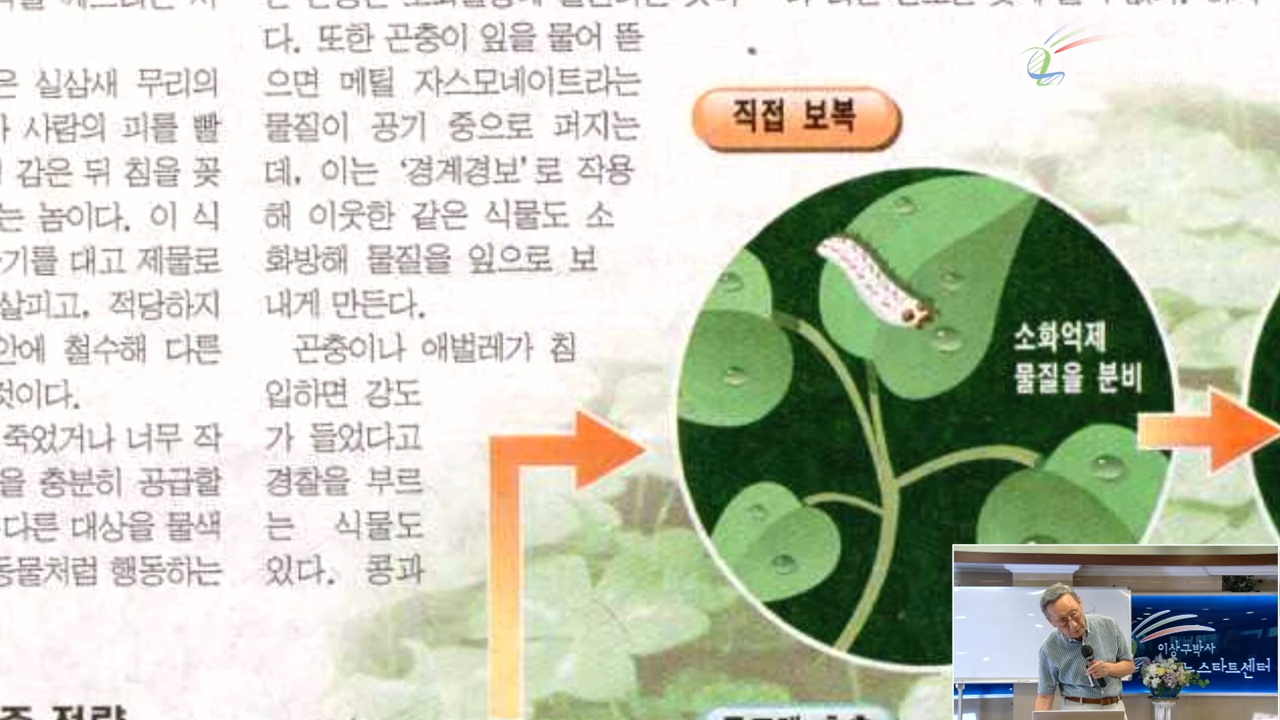 은 실삼새 무리의
사람의 피를 빨
감은 뒤 침을 꽂
는 놈이다. 이 식
기를 대고 제물로
살피고, 적당하지
안에 철수해 다른
것이다.
죽었거나 너무 작
을 충분히 공급할
다른 대상을 물색
동물처럼 행동하는
다. 또한 곤충이 잎을 물어 뜯
으면 메틸 자스모네이트라는
물질이 공기 중으로 퍼지는
데, 이는 ‘경계경보’로 작용
해 이웃한 같은 식물도 소
화방해 물질을 잎으로 보
내게 만든다.
곤충이나 애벌레가 침
입하면 강도
가 들었다고
경찰을 부르
는 식물도
있다. 콩과
직접 보복
소화억제
물질을 분비
이상구박사
뉴스타트센터